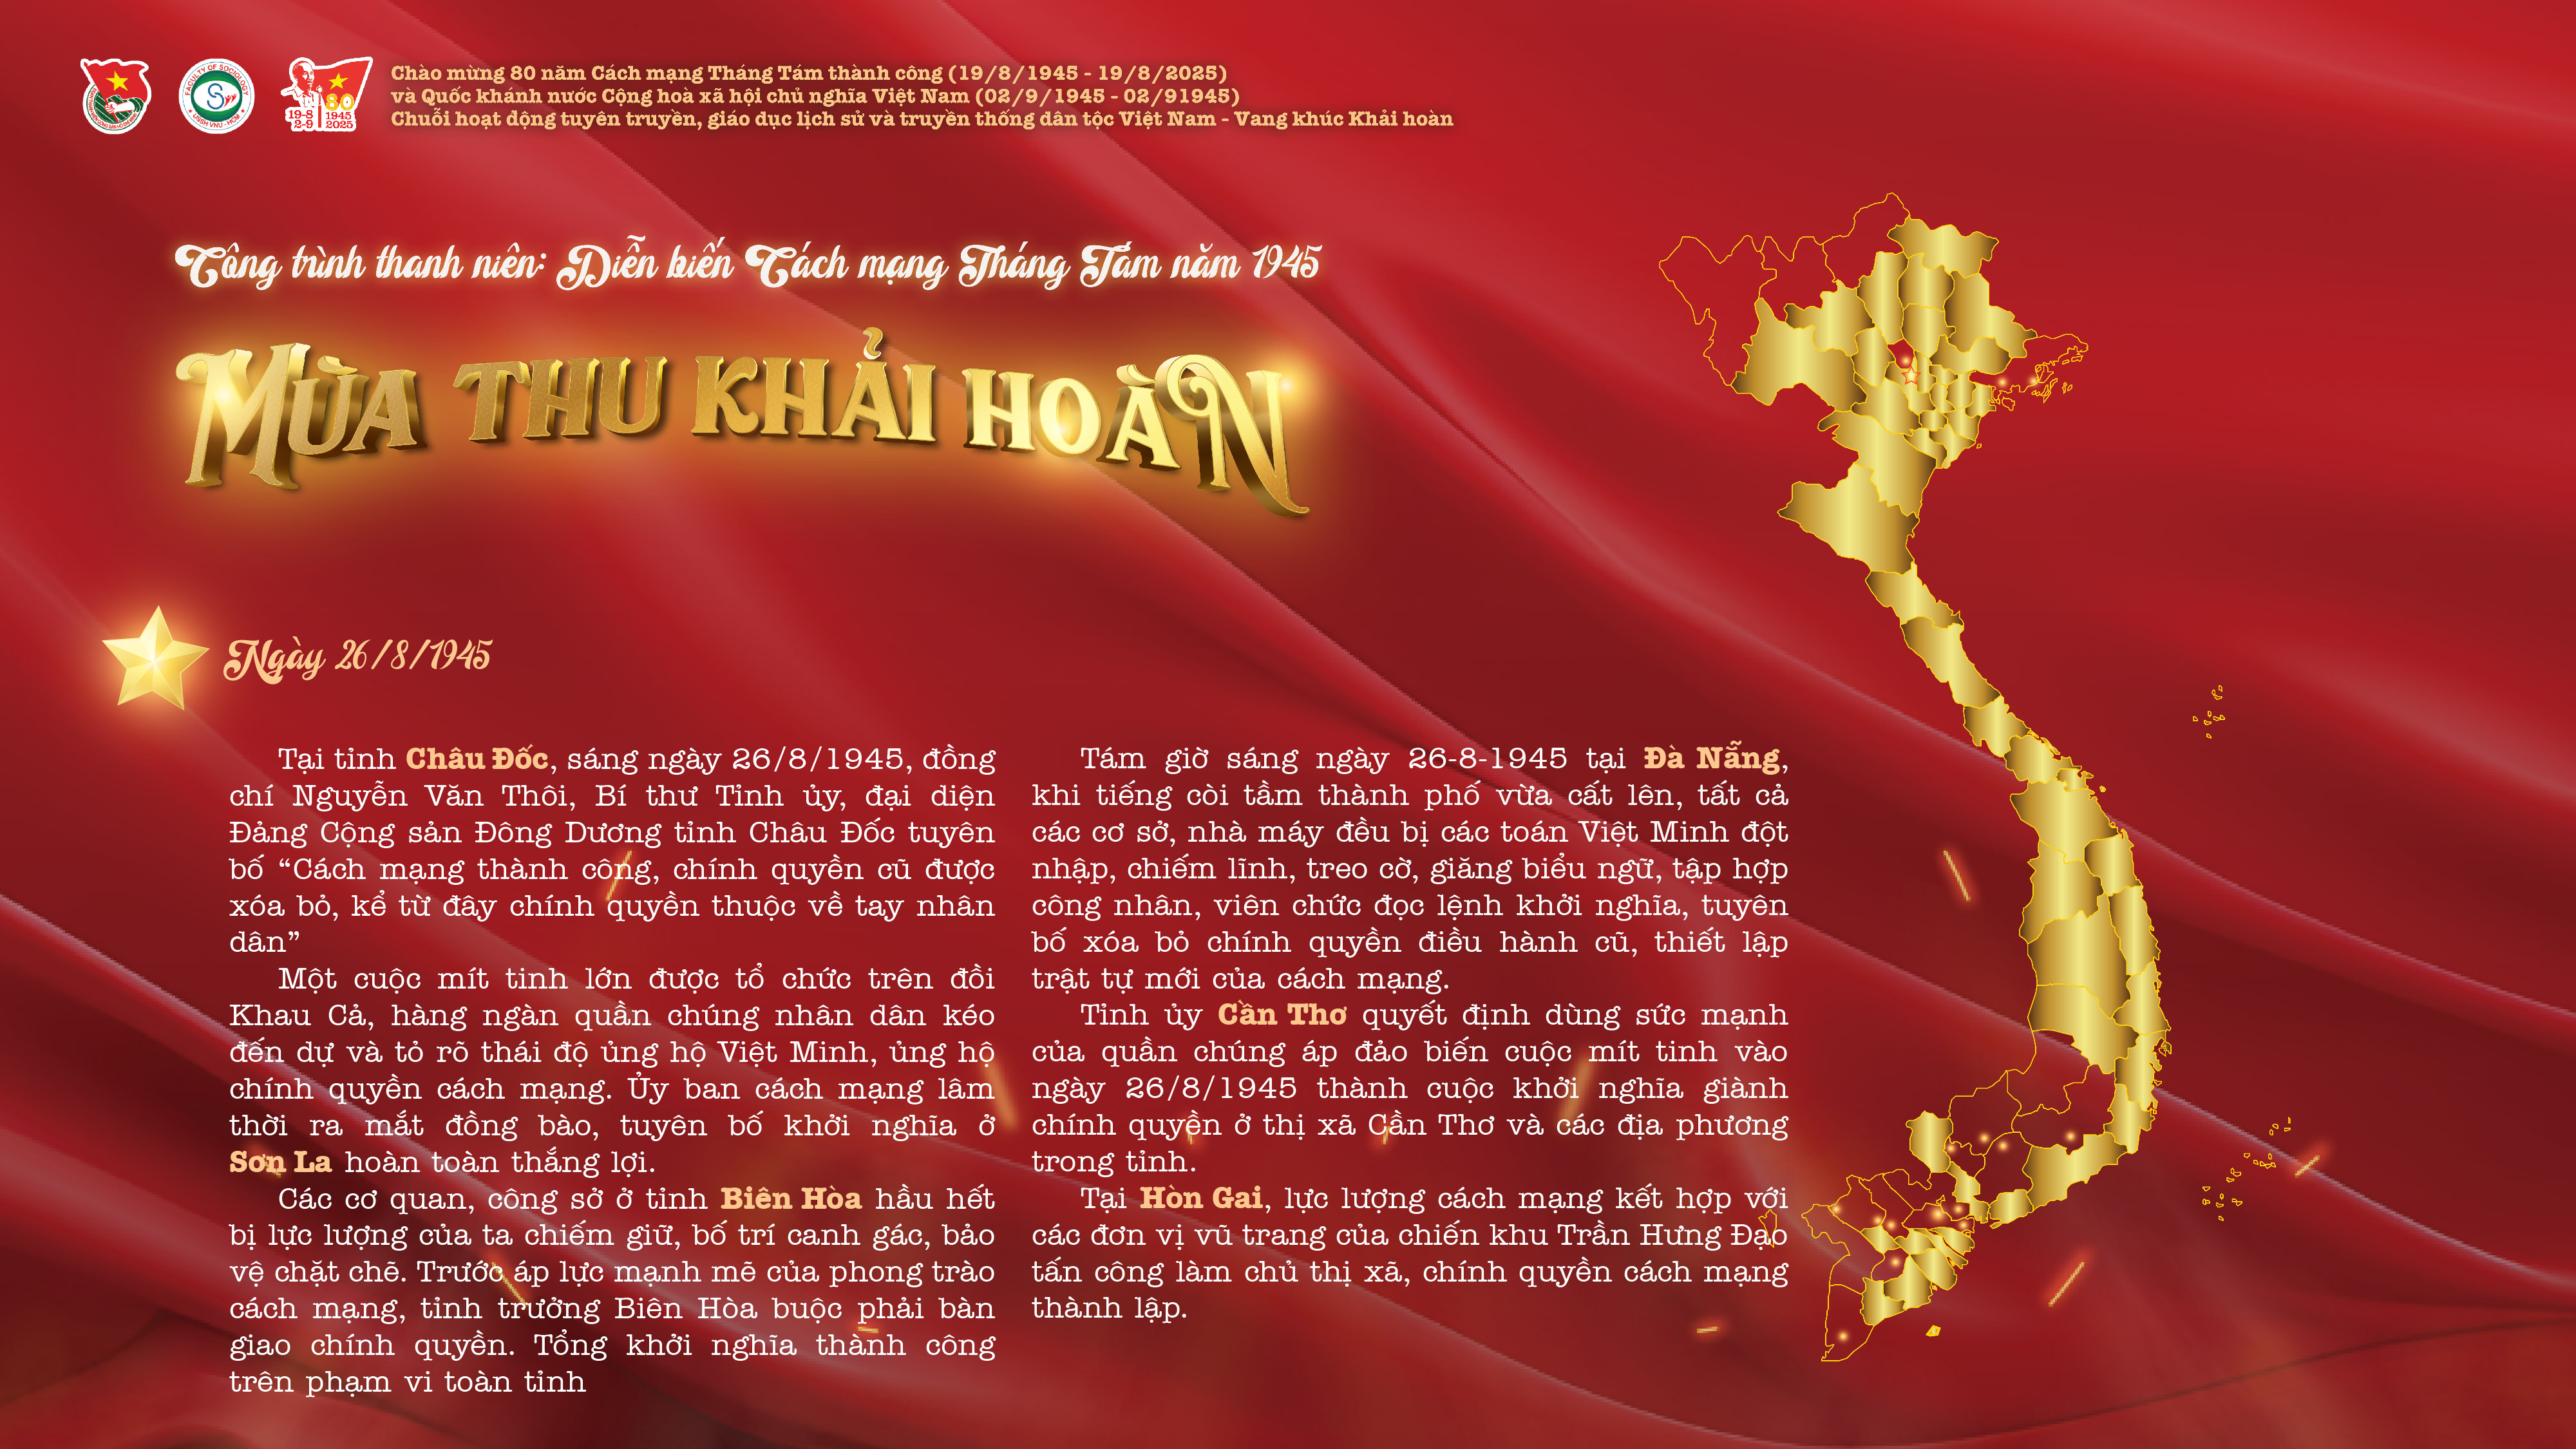 Chào mừng 80 năm Cách mạng Tháng Tám thành công (19/8/1945 - 19/8/2025)
và Quốc khánh nước Cộng hoà xã hội chủ nghĩa Việt Nam (02/9/1945 - 02/91945)
Chuỗi hoạt động tuyên truyền, giáo dục lịch sử và truyền thống dân tộc Việt Nam - Vang khúc Khải hoàn
FACULTY OF SOCIOLOGY
USSH VNU - HCM
80
19-8 1945
2-9 2025
Công trình thanh niên: Diễn biến Cách mạng Tháng Tám năm 1945
MÙA THU KHẢI HOÀN
Ngày 26/8/1945
Tại tỉnh Châu Đốc, sáng ngày 26/8/1945, đồng
chí Nguyễn Văn Thôi, Bí thư Tỉnh ủy, đại diện
Đảng Cộng sản Đông Dương tỉnh Châu Đốc tuyên
bố “Cách mạng thành công, chính quyền cũ được
xóa bỏ, kể từ đây chính quyền thuộc về tay nhân
dân”
Một cuộc mít tinh lớn được tổ chức trên đồi
Khau Cả, hàng ngàn quần chúng nhân dân kéo
đến dự và tỏ rõ thái độ ủng hộ Việt Minh, ủng hộ
chính quyền cách mạng. Ủy ban cách mạng lâm
thời ra mắt đồng bào, tuyên bố khởi nghĩa ở
Sơn La hoàn toàn thắng lợi.
Các cơ quan, công sở ở tỉnh Biên Hòa hầu hết
bị lực lượng của ta chiếm giữ, bố trí canh gác, bảo
vệ chặt chẽ. Trước áp lực mạnh mẽ của phong trào
cách mạng, tỉnh trưởng Biên Hòa buộc phải bàn
giao chính quyền. Tổng khởi nghĩa thành công
trên phạm vi toàn tỉnh
Tám giờ sáng ngày 26-8-1945 tại Đà Nẵng,
khi tiếng còi tầm thành phố vừa cất lên, tất cả
các cơ sở, nhà máy đều bị các toán Việt Minh đột
nhập, chiếm lĩnh, treo cờ, giăng biểu ngữ, tập hợp
công nhân, viên chức đọc lệnh khởi nghĩa, tuyên
bố xóa bỏ chính quyền điều hành cũ, thiết lập
trật tự mới của cách mạng.
Tỉnh ủy Cần Thơ quyết định dùng sức mạnh
của quần chúng áp đảo biến cuộc mít tinh vào
ngày 26/8/1945 thành cuộc khởi nghĩa giành
chính quyền ở thị xã Cần Thơ và các địa phương
trong tỉnh.
Tại Hòn Gai, lực lượng cách mạng kết hợp với
các đơn vị vũ trang của chiến khu Trần Hưng Đạo
tấn công làm chủ thị xã, chính quyền cách mạng
thành lập.